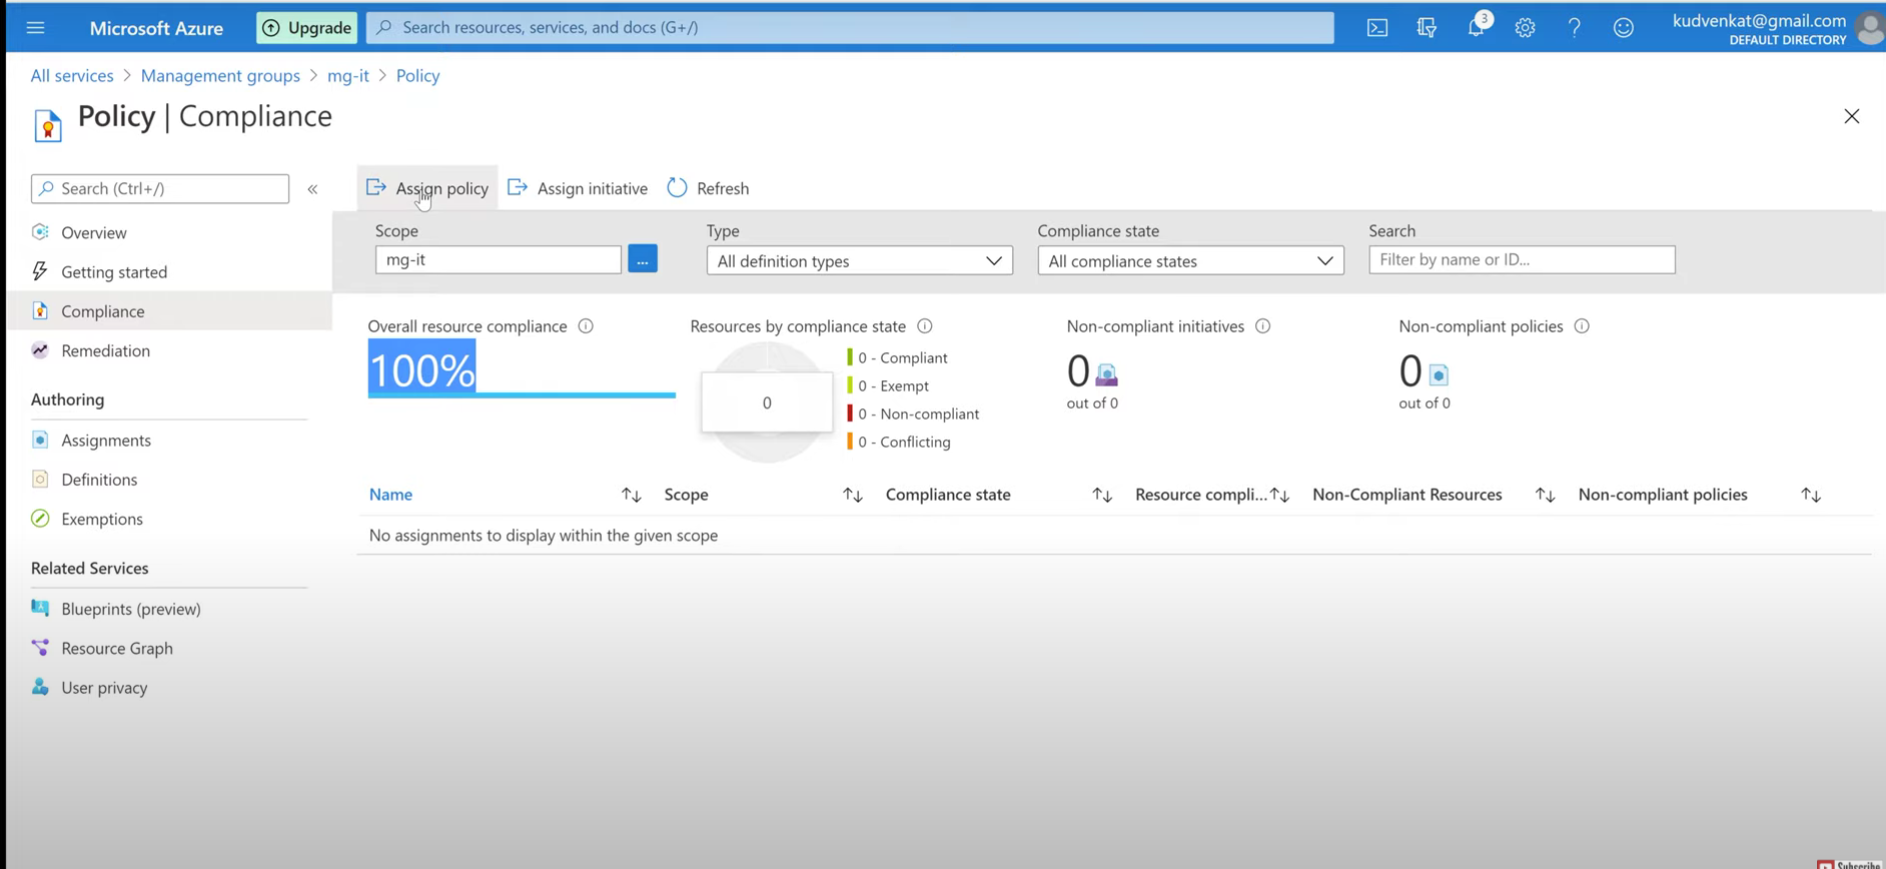 Microsoft Azure
Upgrade
Search resources, services, and docs (G+/)
3
kudvenkat@gmail.com
DEFAULT DIRECTORY
All services > Management groups > mg-it > Policy
Policy | Compliance
Search (Ctrl+/)
«
Overview
Getting started
Compliance
Remediation
Authoring
Assignments
Definitions
Exemptions
Related Services
Blueprints (preview)
Resource Graph
User privacy
Assign policy
Assign initiative
Refresh
Scope
mg-it
...
Type
All definition types
Compliance state
All compliance states
Search
Filter by name or ID...
Overall resource compliance
100%
Resources by compliance state
0
0 - Compliant
0 - Exempt
0 - Non-compliant
0 - Conflicting
Non-compliant initiatives
0
out of 0
Non-compliant policies
0
out of 0
Name
Scope
Compliance state
Resource compli...
Non-Compliant Resources
Non-compliant policies
No assignments to display within the given scope
Subscribe